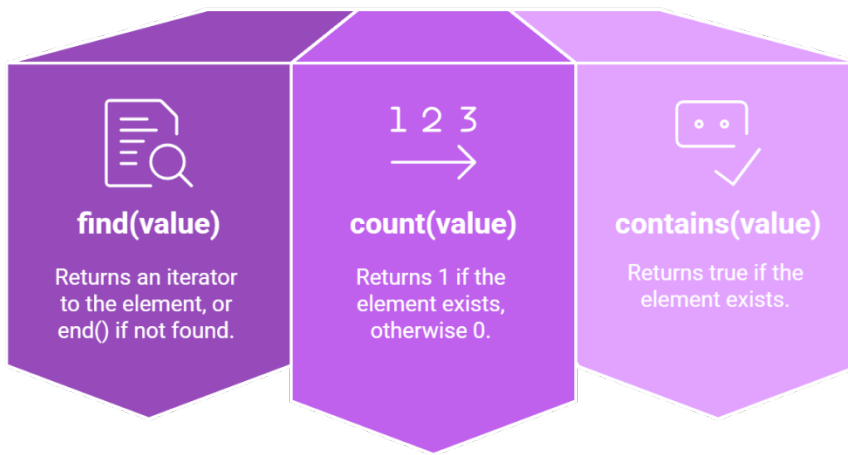 find(value)
Returns an iterator
to the element, or
end() if not found.
1 2 3
count(value)
Returns 1 if the
element exists,
otherwise 0.
contains(value)
Returns true if the
element exists.